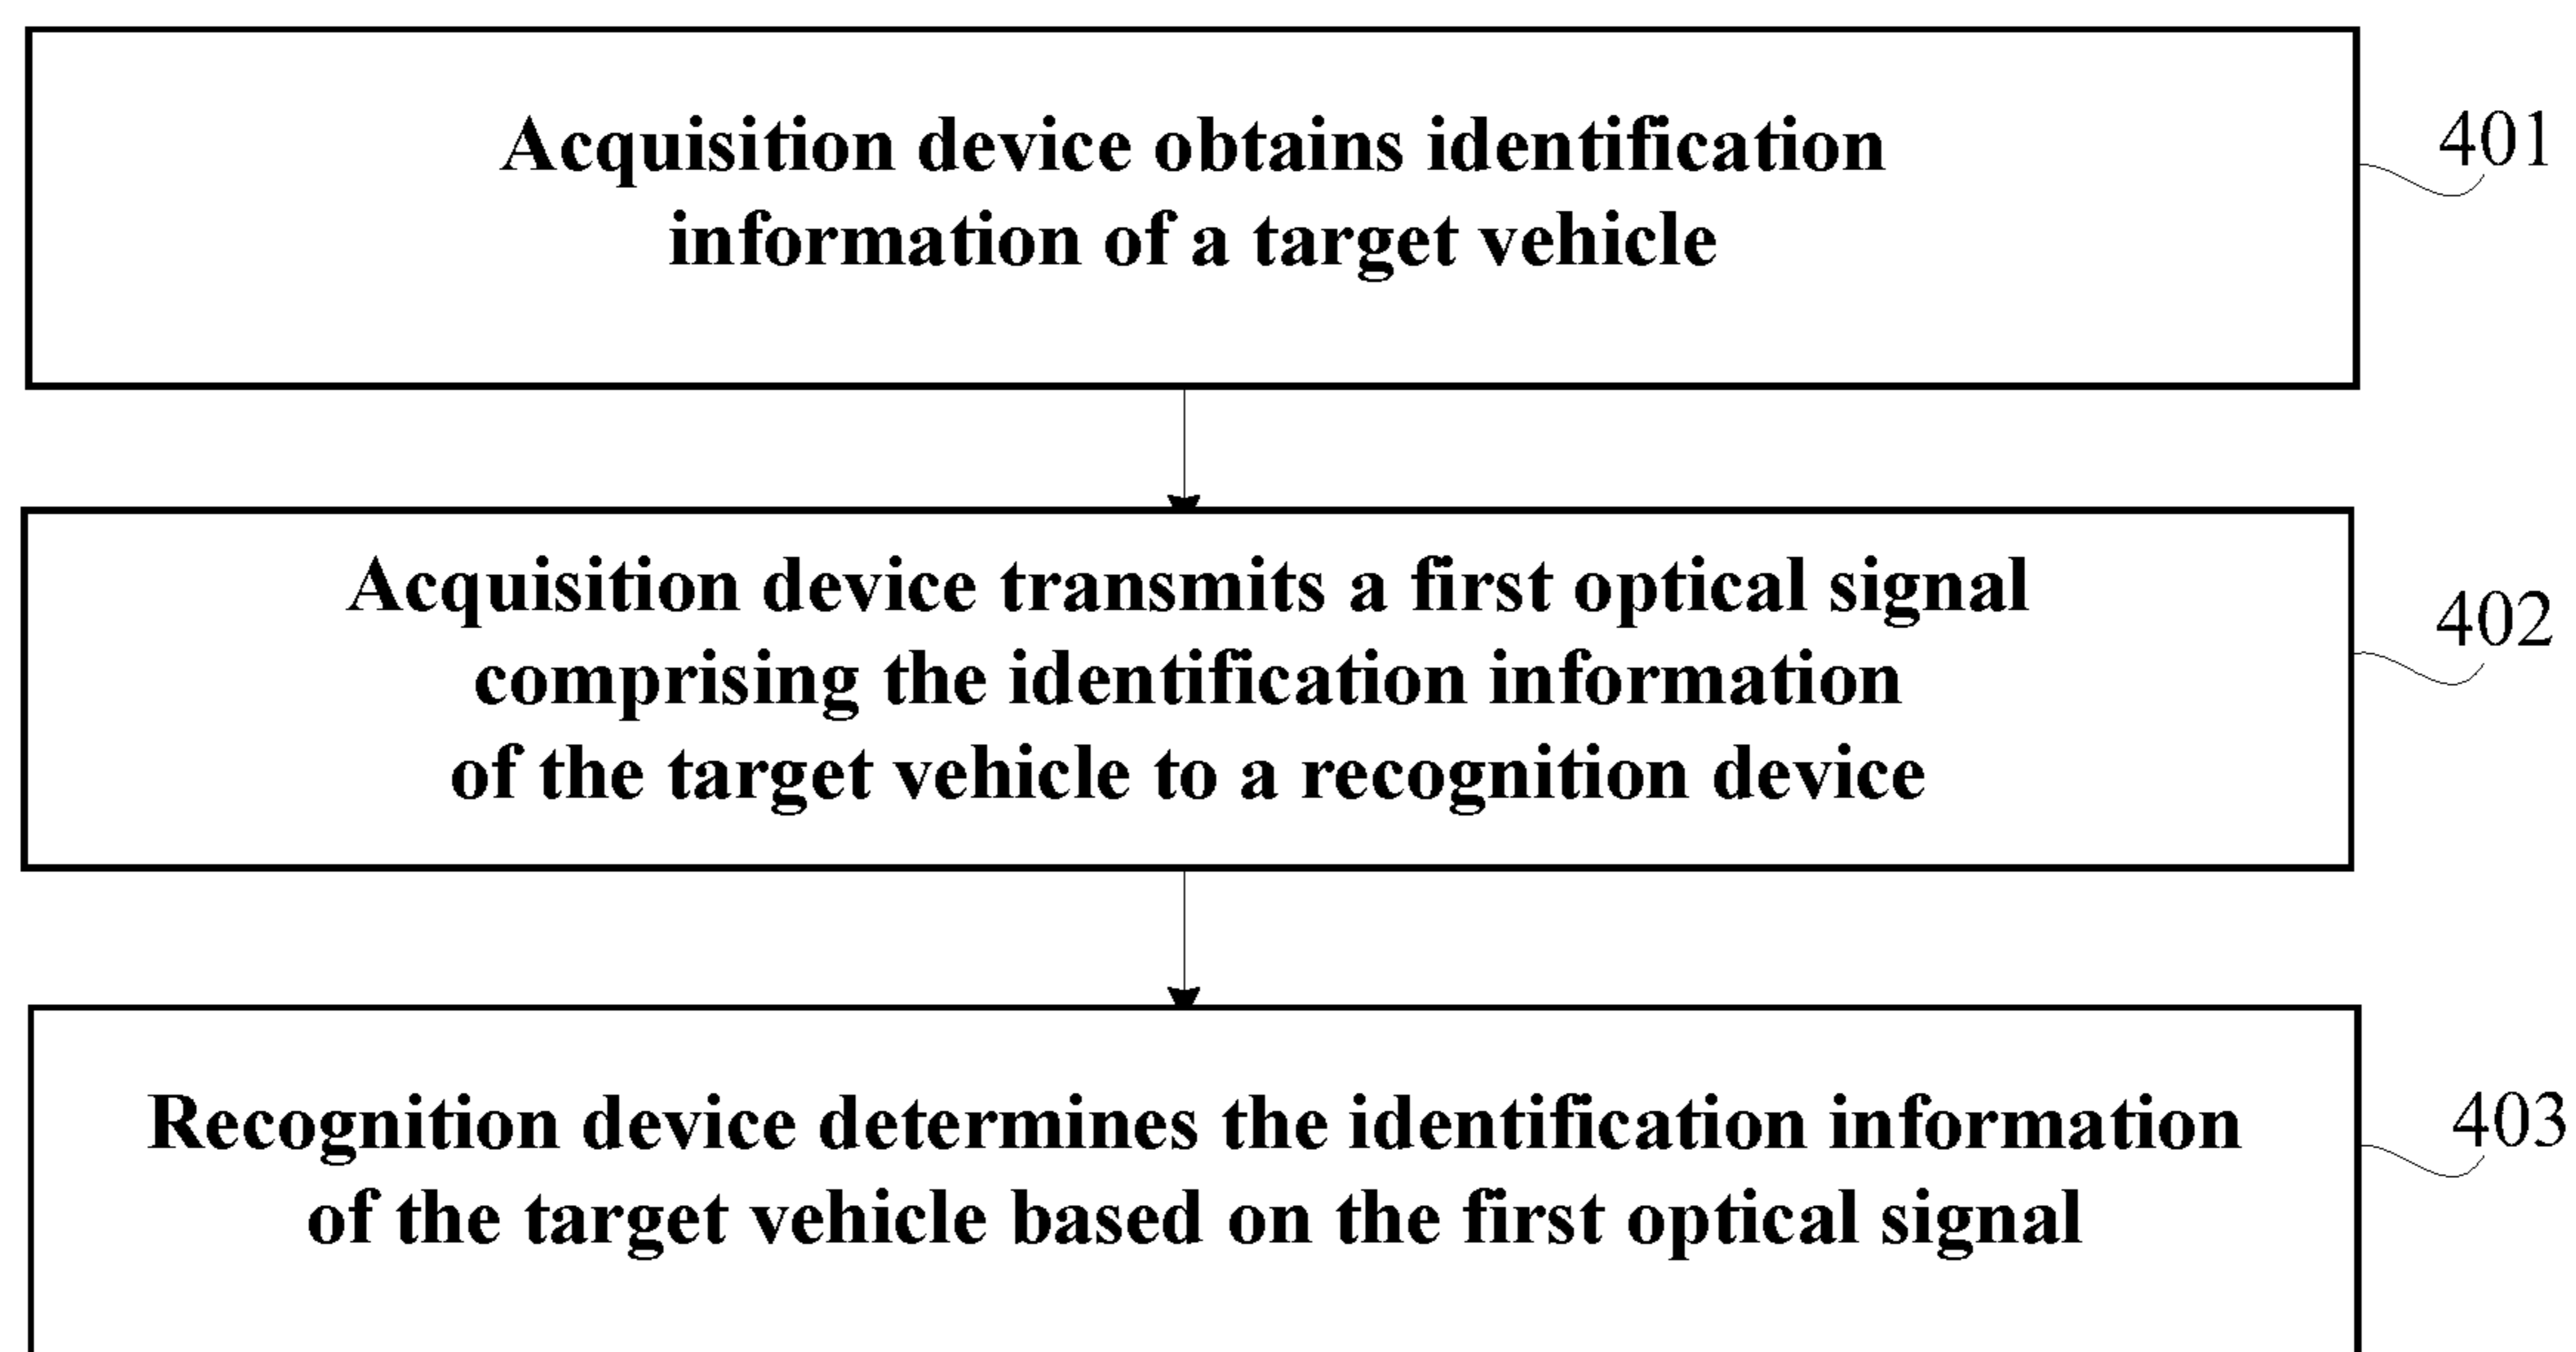 Acquisition device obtains identification
information of a target vehicle
401
Acquisition device transmits a first optical signal
comprising the identification information
of the target vehicle to a recognition device
402
Recognition device determines the identification information
of the target vehicle based on the first optical signal
403